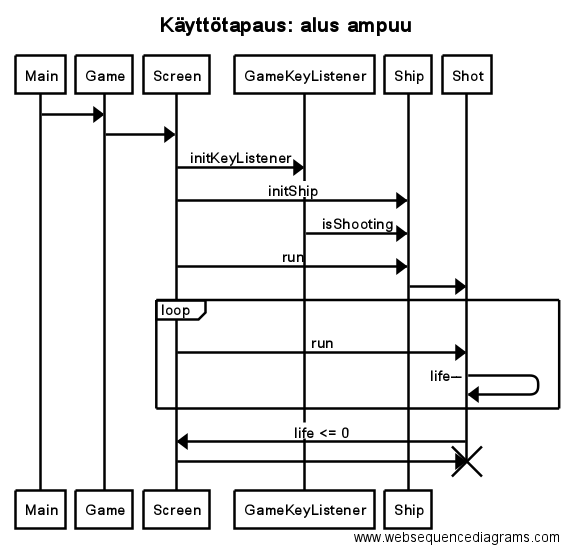 Käyttötapaus: alus ampuu
Main Game Screen GameKeyListener Ship Shot
initKeyListener
initShip
isShooting
run
loop
run
life--
life <= 0
Main Game Screen GameKeyListener Ship Shot
www.websequencediagrams.com